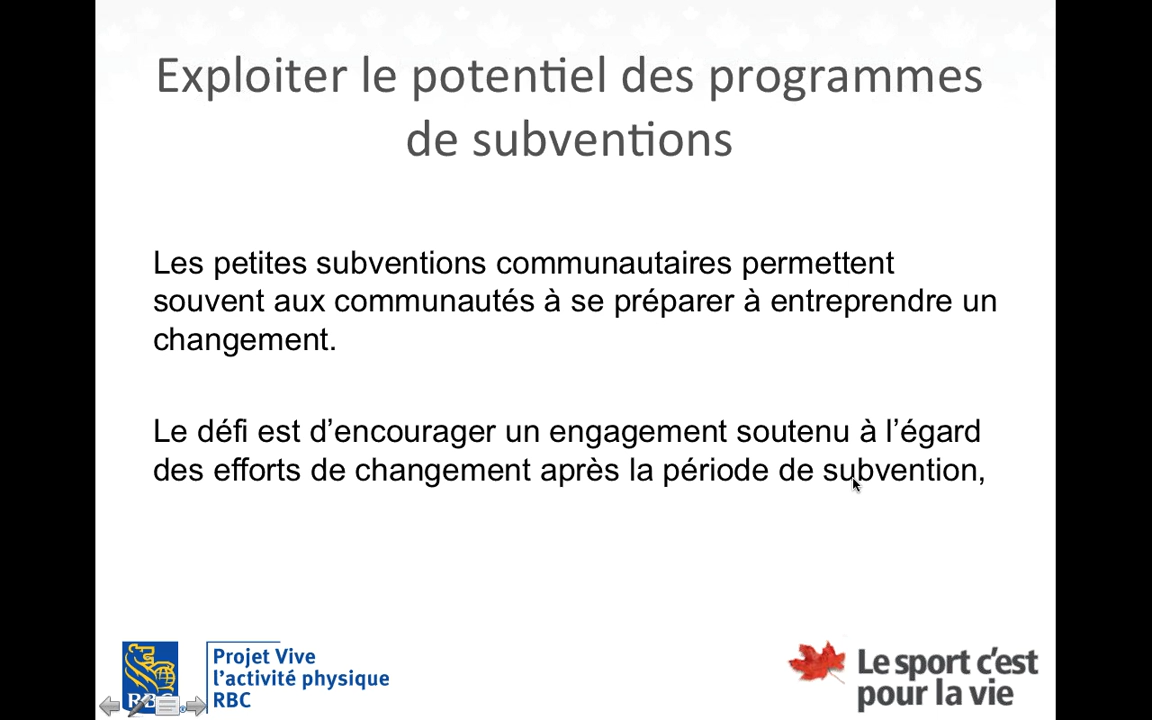 Exploiter le potentiel des programmes
de subventions
Les petites subventions communautaires permettent
souvent aux communautés à se préparer à entreprendre un
changement.
Le défi est d’encourager un engagement soutenu à l’égard
des efforts de changement après la période de subvention,
RBC
Projet Vive
l’activité physique
RBC
Le sport c’est
pour la vie